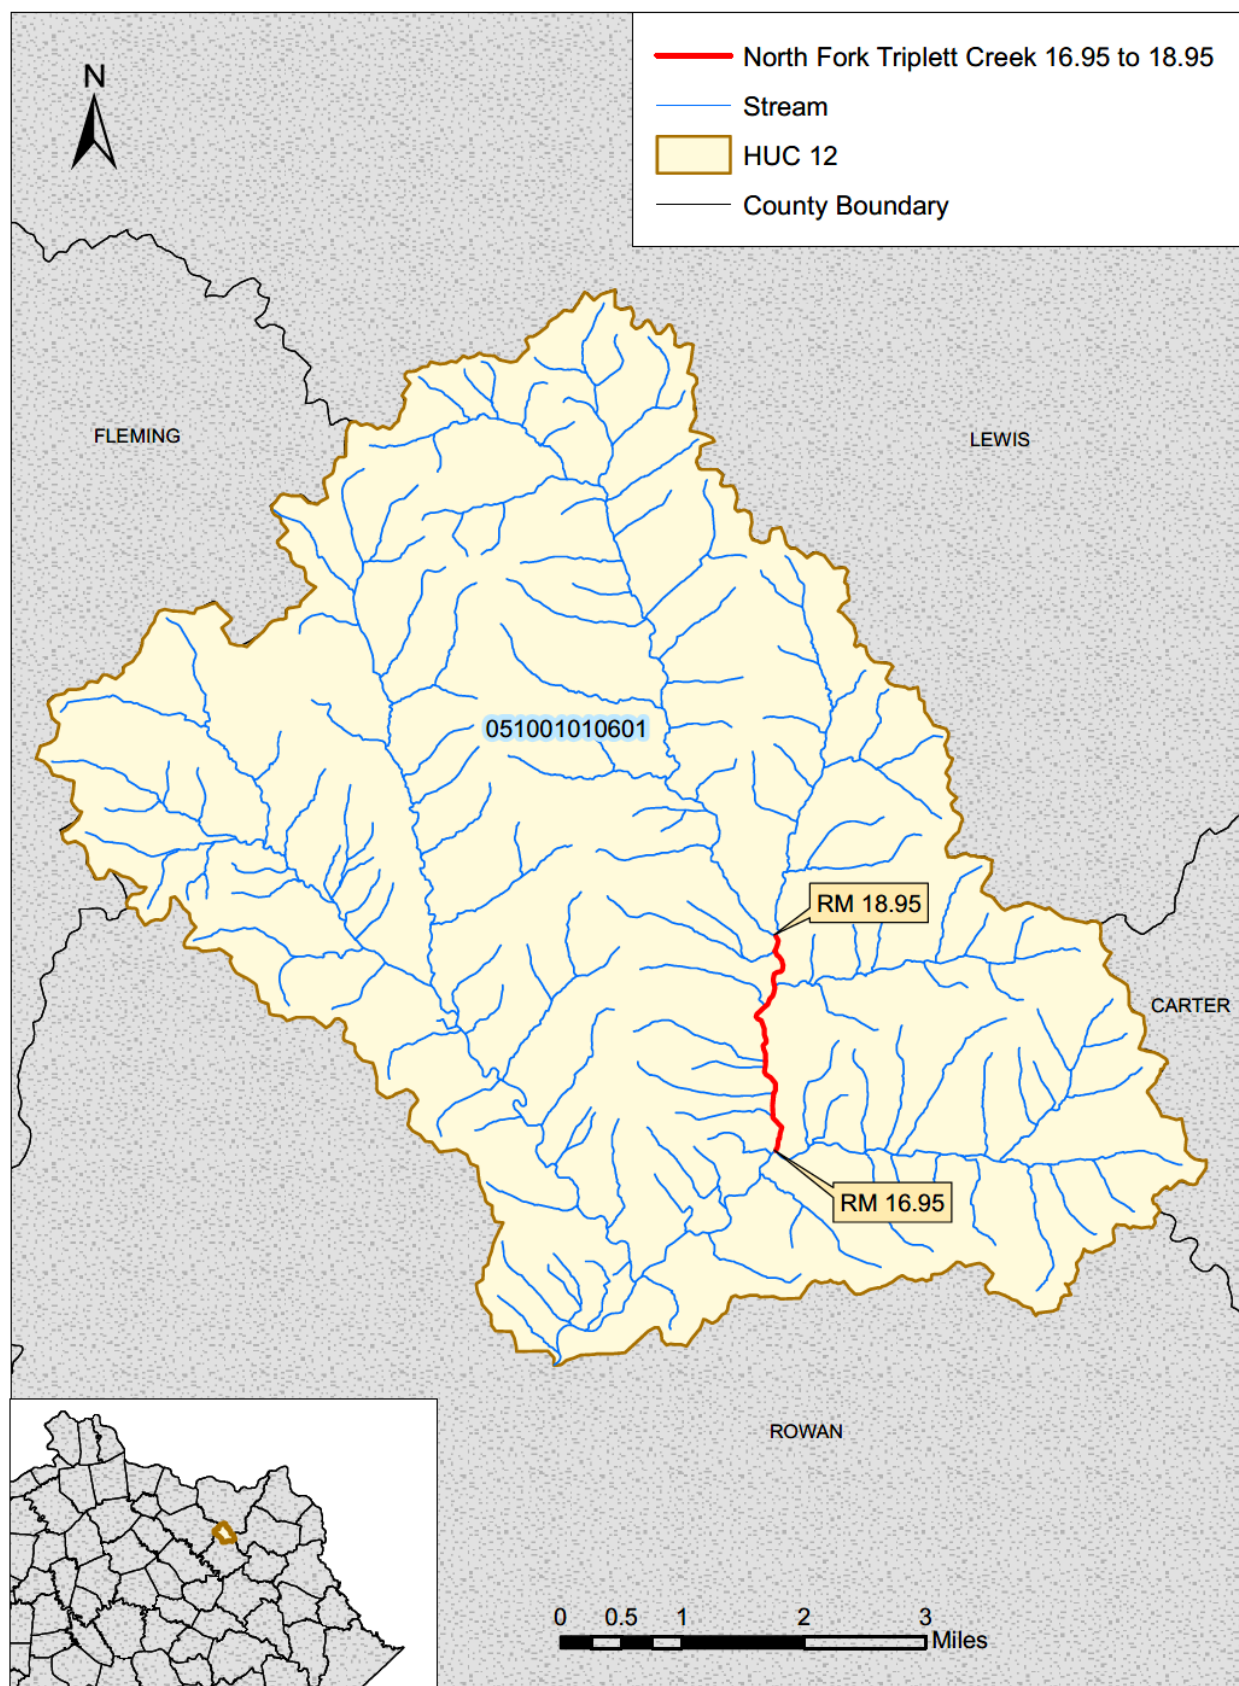 North Fork Triplett Creek 16.95 to 18.95
Stream
HUC 12
County Boundary
N
FLEMING
LEWIS
051001010601
RM 18.95
CARTER
RM 16.95
ROWAN
0 0.5 1 2 3
Miles